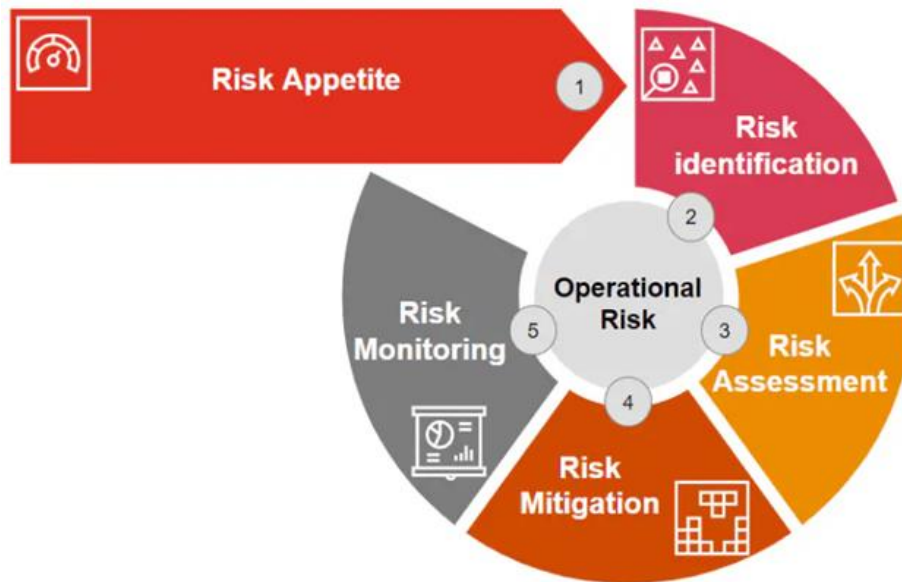 Risk Appetite
1
Risk
identification
2
Operational
Risk
3
Risk
Assessment
4
Risk
Mitigation
5
Risk
Monitoring